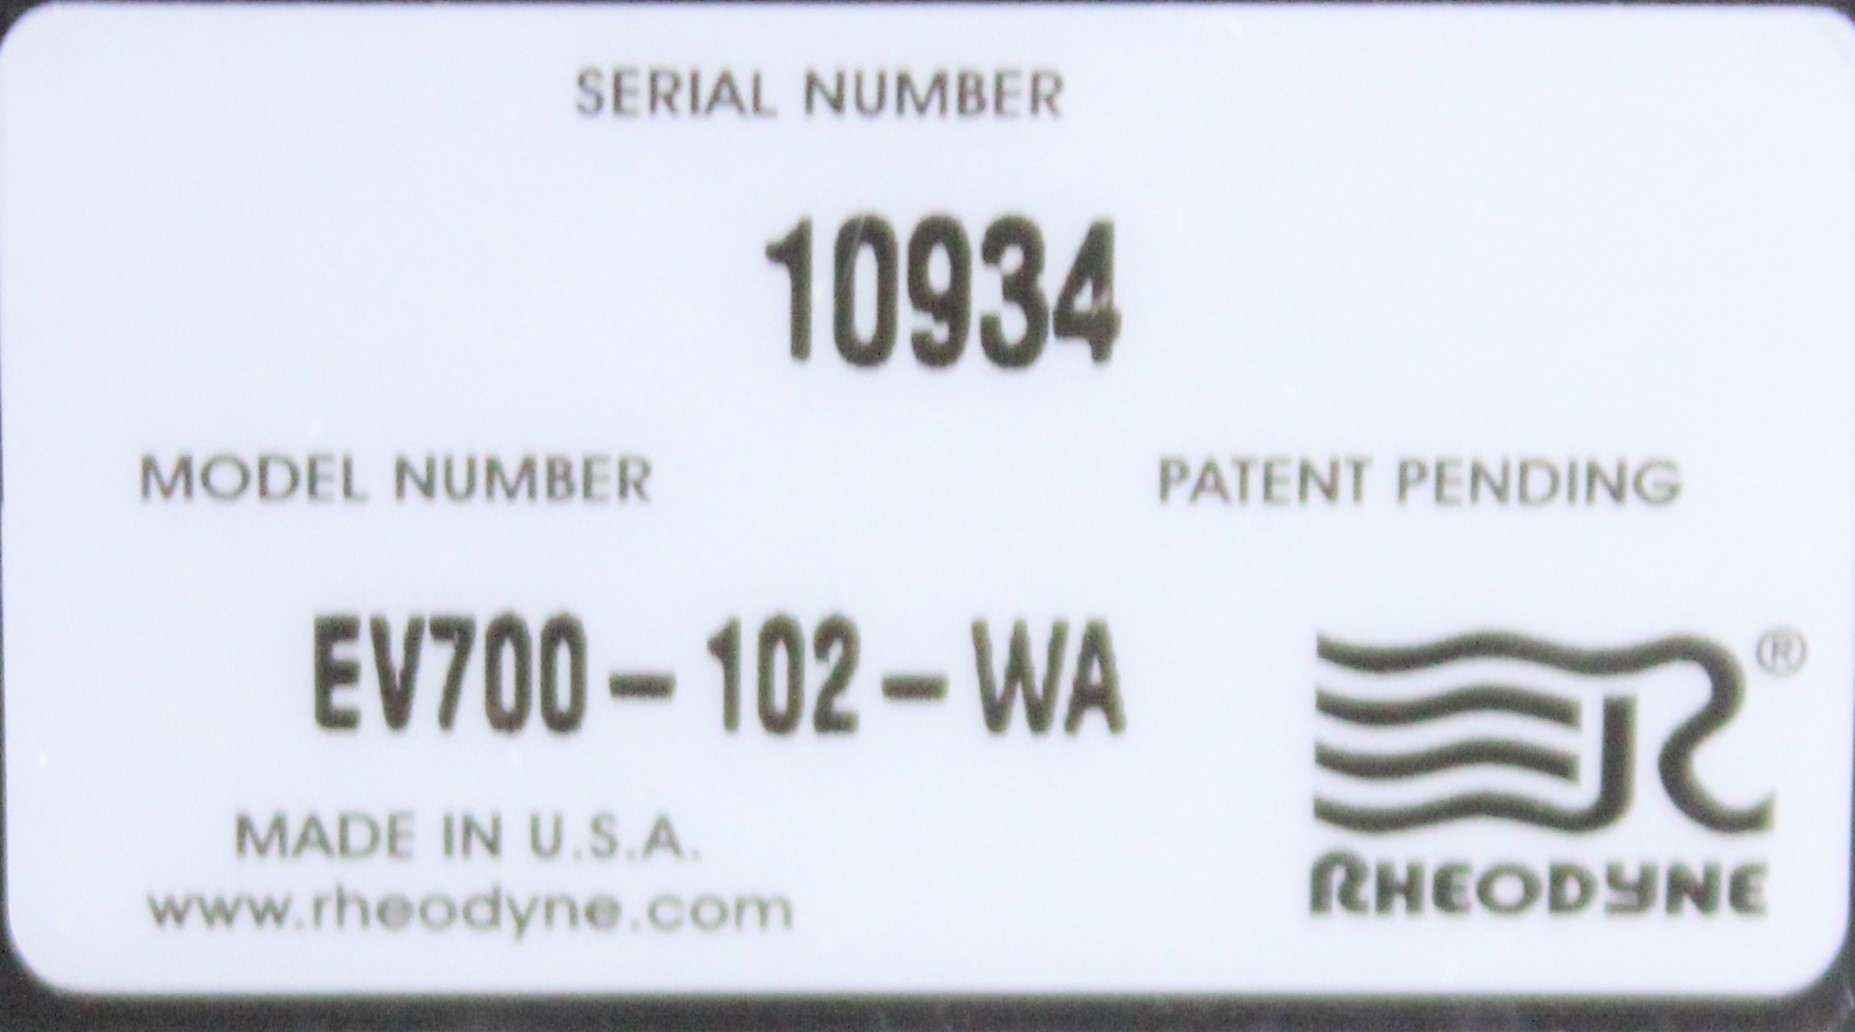 SERIAL NUMBER
10934
MODEL NUMBER
PATENT PENDING
EV700-102-WA
®
MADE IN U.S.A.
www.rheodyne.com
RHEODYNE